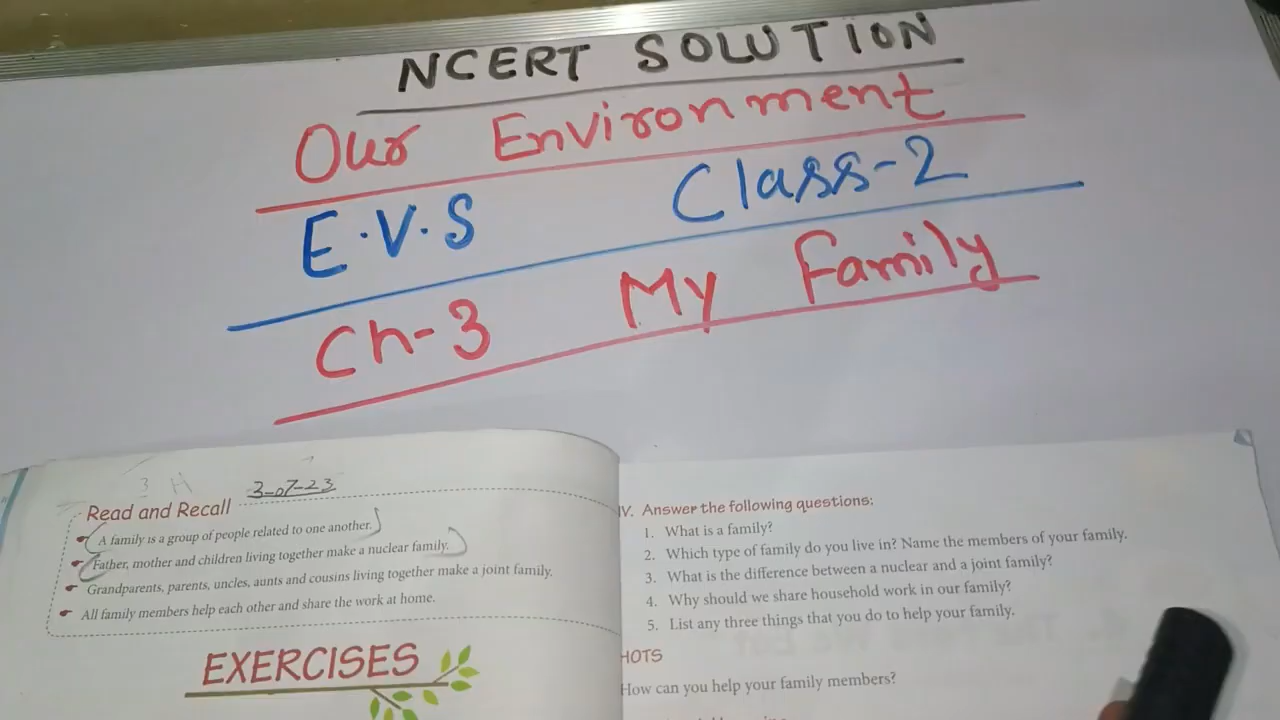 NCERT SOLUTION
Our Environment
E.V.S Class-2
Ch-3 My Family
3-07-23
Read and Recall
A family is a group of people related to one another.
Father, mother and children living together make a nuclear family.
Grandparents, parents, uncles, aunts and cousins living together make a joint family.
All family members help each other and share the work at home.
EXERCISES
IV. Answer the following questions:
1. What is a family?
2. Which type of family do you live in? Name the members of your family.
3. What is the difference between a nuclear and a joint family?
4. Why should we share household work in our family?
5. List any three things that you do to help your family.
HOTS
How can you help your family members?